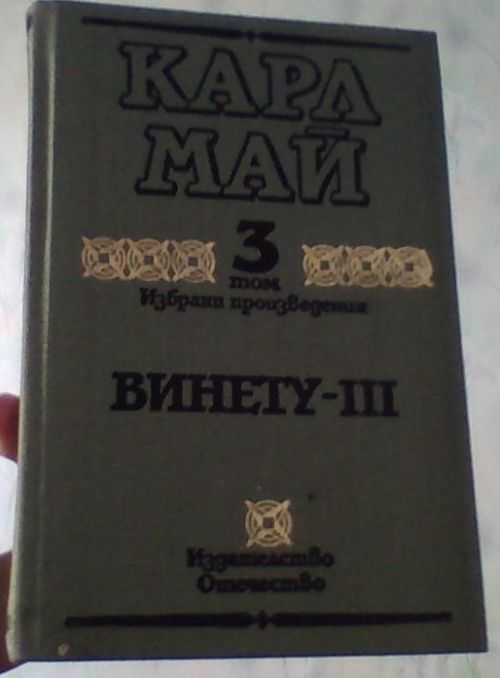 КАРЛ
МАЙ
3
том
Избрани произведения
ВИНЕТУ-III
Издателство
Отечество